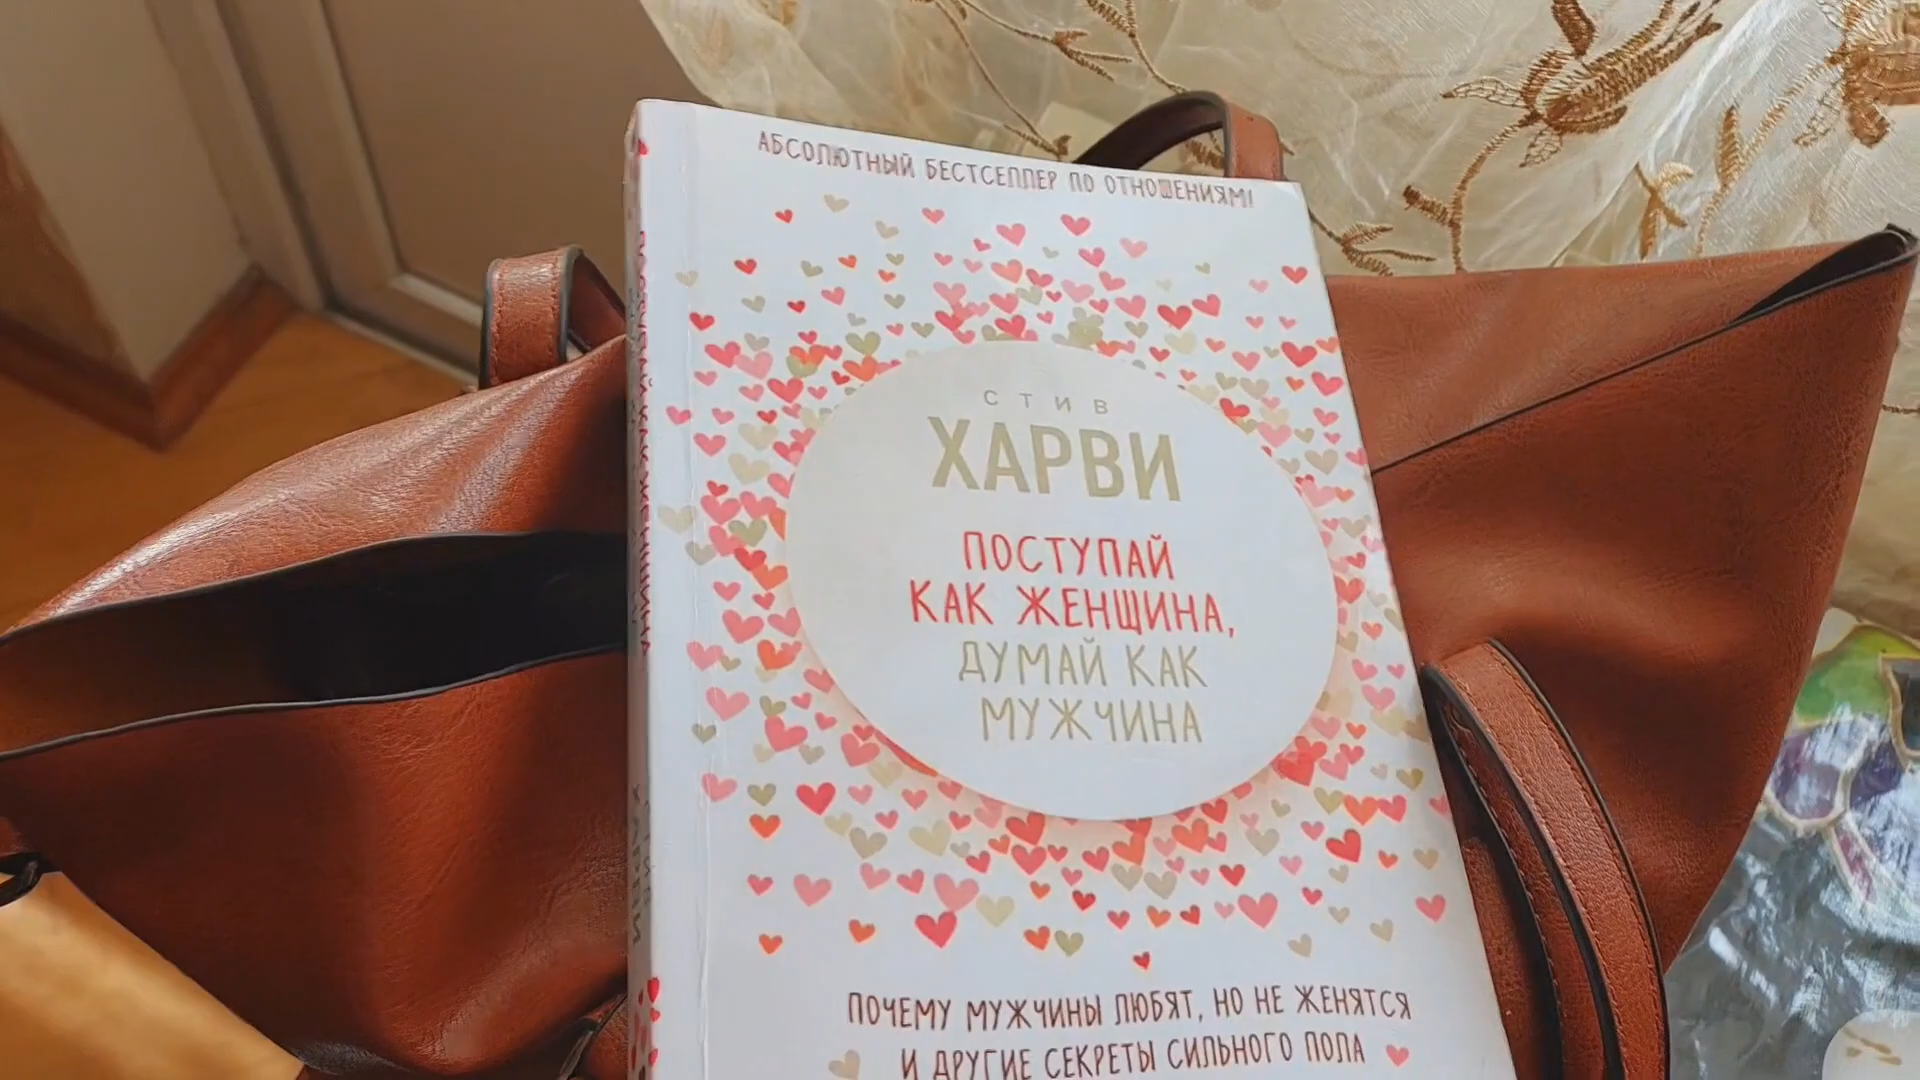 АБСОЛЮТНЫЙ БЕСТСЕЛЛЕР ПО ОТНОШЕНИЯМ!
СТИВ
ХАРВИ
ПОСТУПАЙ
КАК ЖЕНЩИНА,
ДУМАЙ КАК
МУЖЧИНА
ПОЧЕМУ МУЖЧИНЫ ЛЮБЯТ, НО НЕ ЖЕНЯТСЯ
И ДРУГИЕ СЕКРЕТЫ СИЛЬНОГО ПОЛА